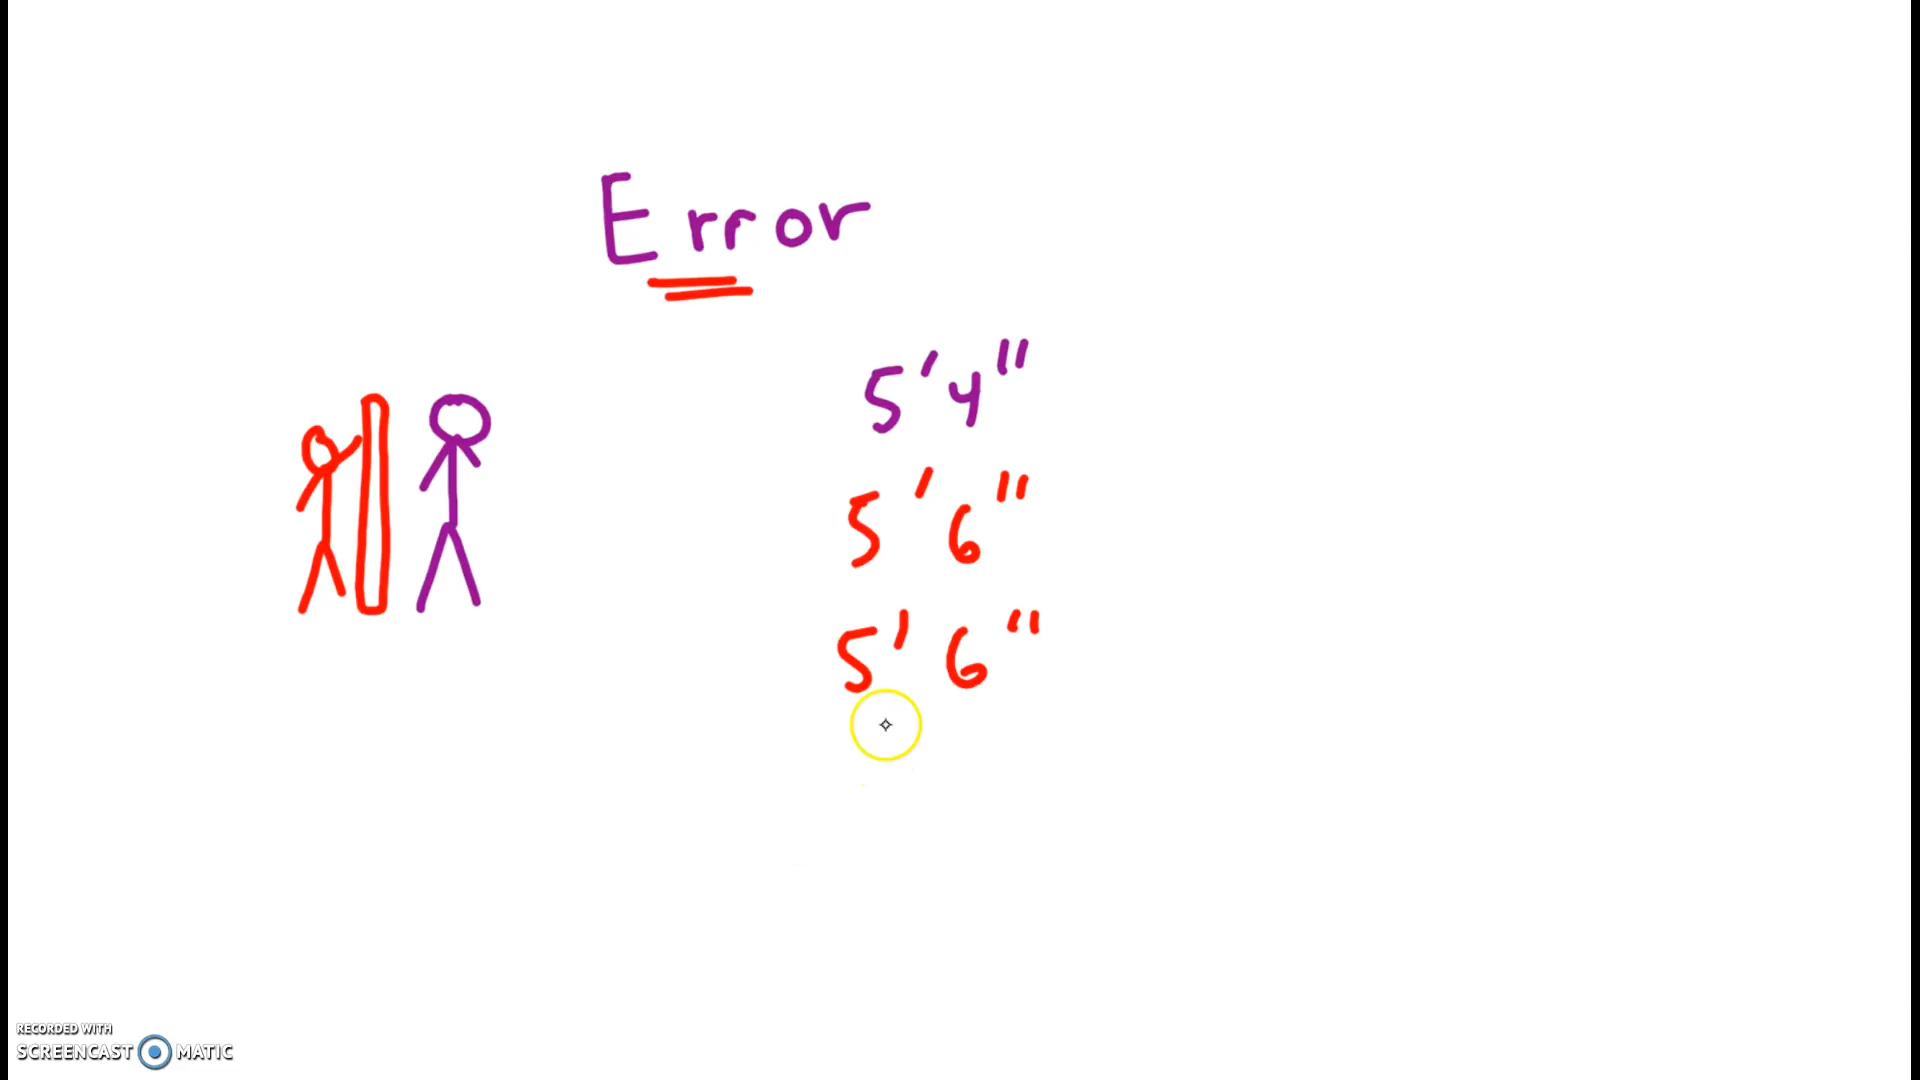 Error
5'4"
5'6"
5'6"
RECORDED WITH
SCREENCAST MATIC